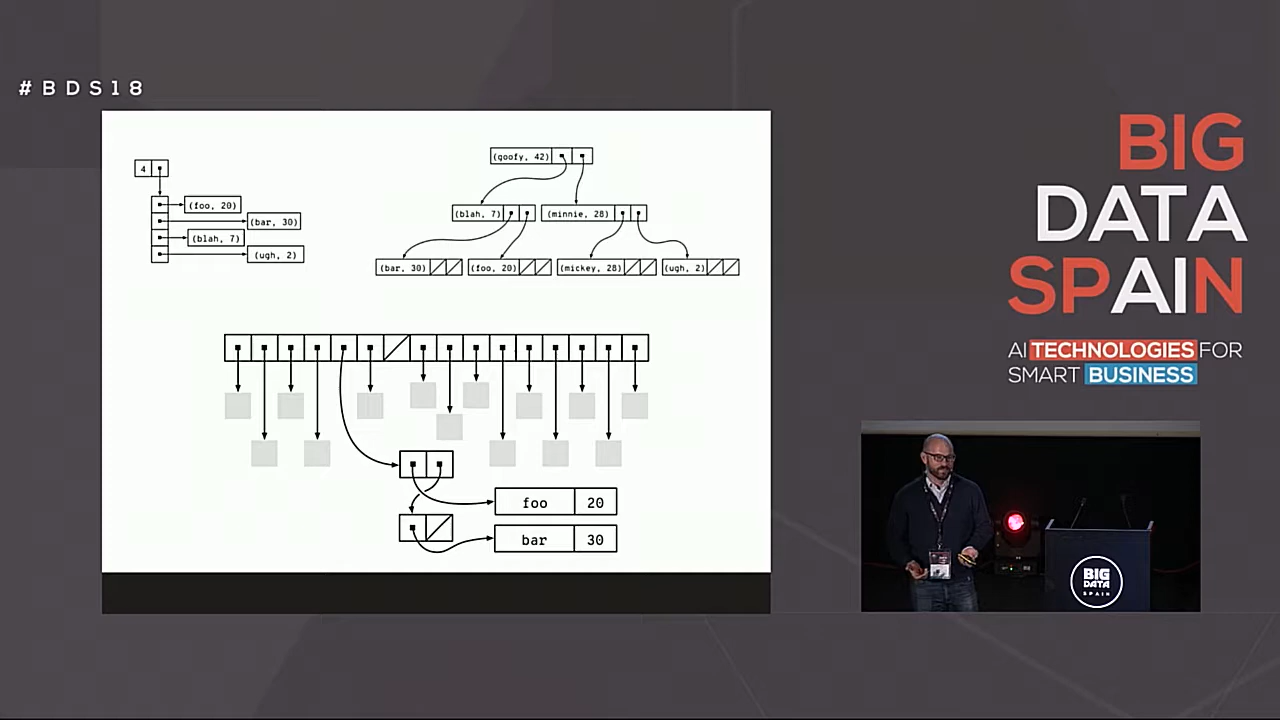 #BDS18
4
(foo, 20)
(bar, 30)
(blah, 7)
(ugh, 2)
(goofy, 42)
(blah, 7)
(minnie, 28)
(bar, 30)
(foo, 20)
(mickey, 28)
(ugh, 2)
foo 20
bar 30
BIG
DATA
SPAIN
AI TECHNOLOGIES FOR
SMART BUSINESS
BIG
DATA
SPAIN